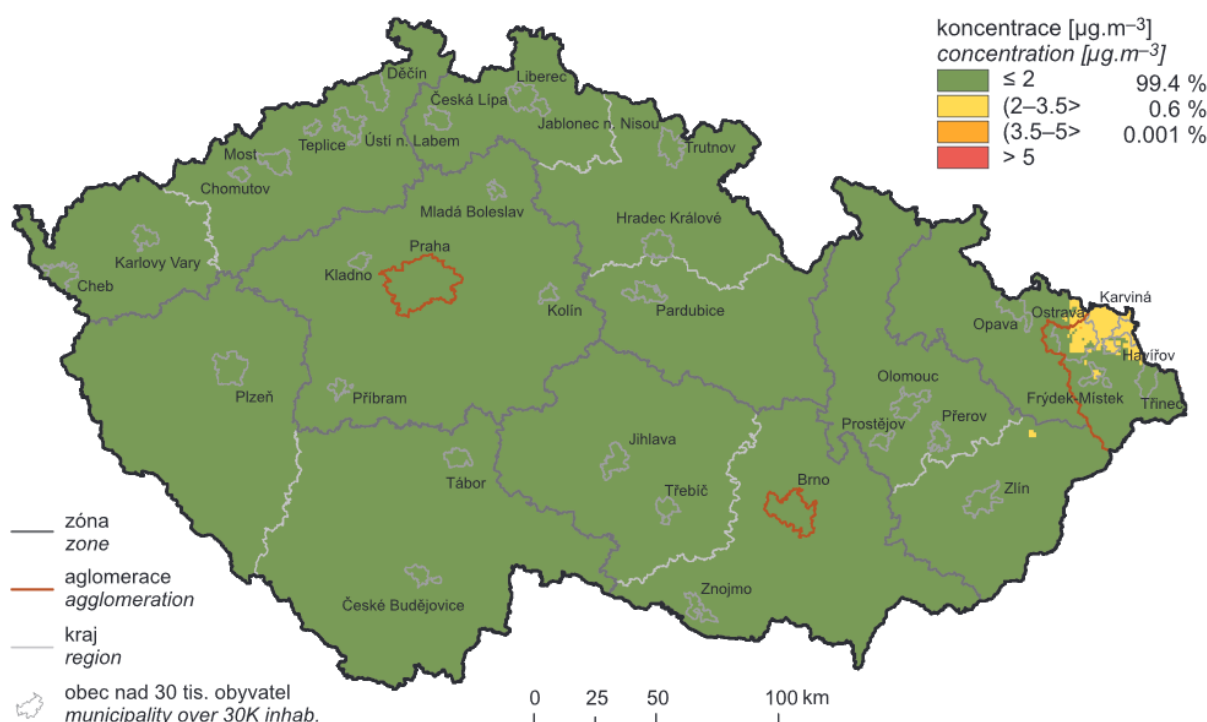 koncentrace [µg.m–³]
concentration [µg.m–³]
≤ 2 99.4 %
(2–3.5> 0.6 %
(3.5–5> 0.001 %
> 5
Děčín
Liberec
Česká Lípa
Jablonec n. Nisou
Teplice
Ústí n. Labem
Most
Trutnov
Chomutov
Mladá Boleslav
Hradec Králové
Praha
Karlovy Vary
Kladno
Cheb
Kolín
Pardubice
Karviná
Ostrava
Opava
Havířov
Plzeň
Příbram
Olomouc
Frýdek-Místek
Třinec
Prostějov
Přerov
Jihlava
Tábor
Třebíč
Brno
Zlín
České Budějovice
Znojmo
zóna
zone
aglomerace
agglomeration
kraj
region
obec nad 30 tis. obyvatel
municipality over 30K inhab.
0 25 50 100 km